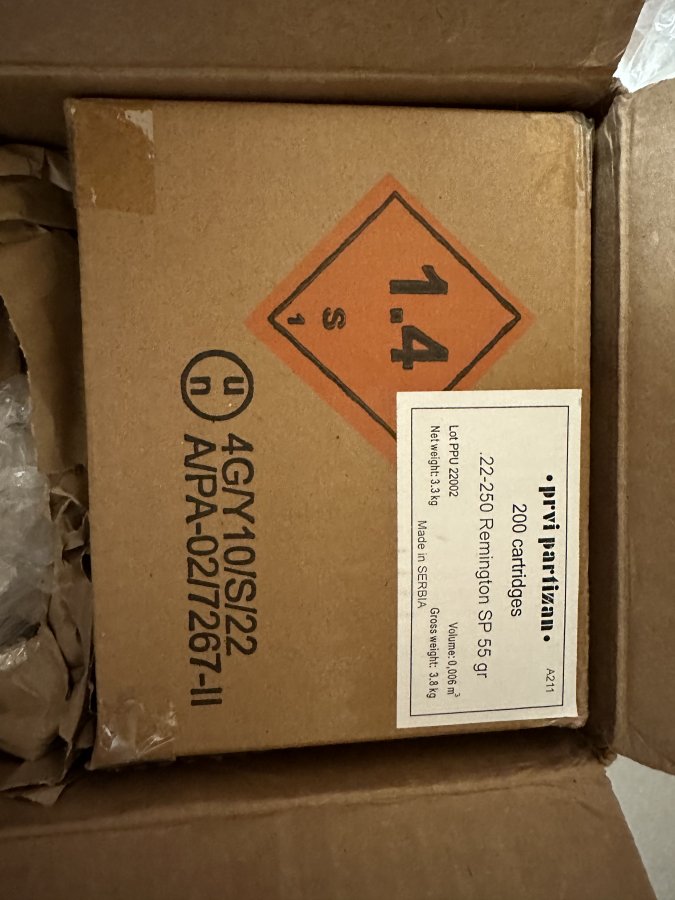 1.4
S
1
u
n
4G/Y10/S/22
A/PA-02/7267-II
A211
• prvi partizan •
200 cartridges
.22-250 Remington SP 55 gr
Lot PPU 22002 Volume: 0,006 m³
Net weight: 3.3 kg Gross weight: 3.8 kg
Made in SERBIA